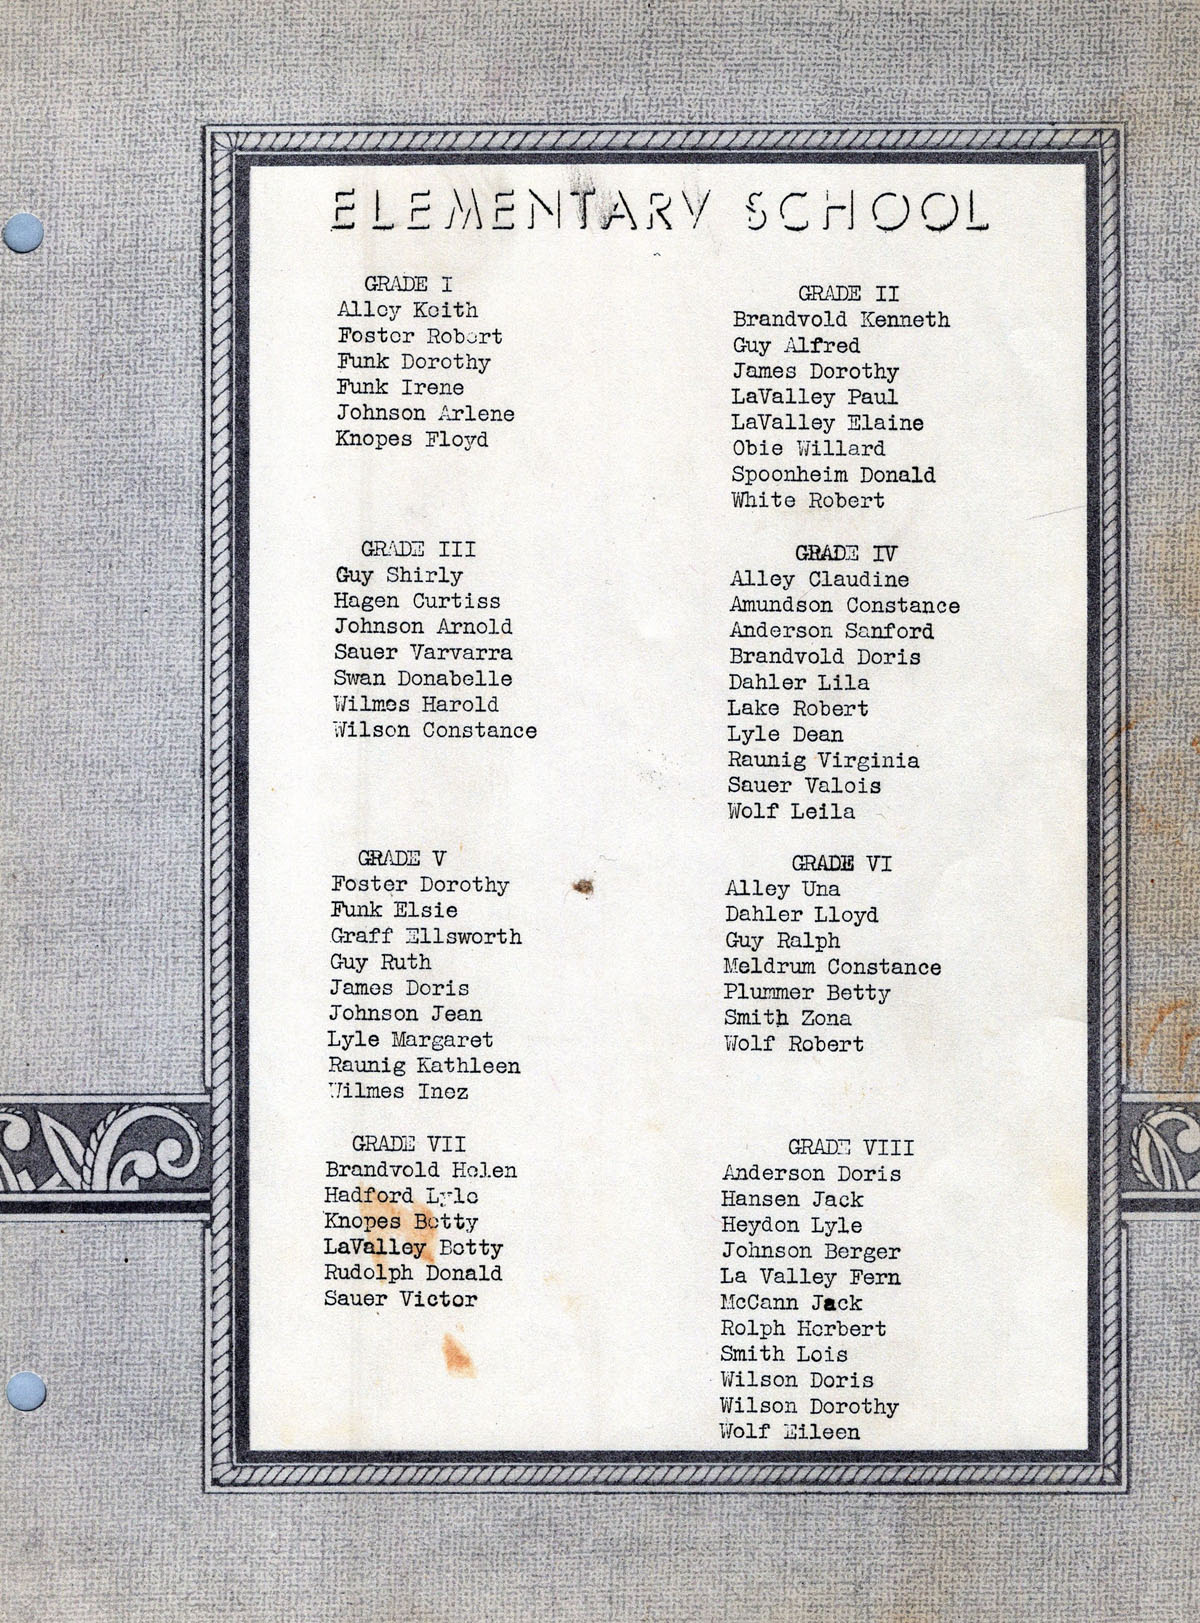 ELEMENTARY SCHOOL
GRADE I
Alley Keith
Foster Robert
Funk Dorothy
Funk Irene
Johnson Arlene
Knopes Floyd
GRADE II
Brandvold Kenneth
Guy Alfred
James Dorothy
LaValley Paul
LaValley Elaine
Obie Willard
Spoonheim Donald
White Robert
GRADE III
Guy Shirly
Hagen Curtiss
Johnson Arnold
Sauer Varvarra
Swan Donabelle
Wilmes Harold
Wilson Constance
GRADE IV
Alley Claudine
Amundson Constance
Anderson Sanford
Brandvold Doris
Dahler Lila
Lake Robert
Lyle Dean
Raunig Virginia
Sauer Valois
Wolf Leila
GRADE V
Foster Dorothy
Funk Elsie
Graff Ellsworth
Guy Ruth
James Doris
Johnson Jean
Lyle Margaret
Raunig Kathleen
Wilmes Inez
GRADE VI
Alley Una
Dahler Lloyd
Guy Ralph
Meldrum Constance
Plummer Betty
Smith Zona
Wolf Robert
GRADE VII
Brandvold Helen
Hadford Lyle
Knopes Betty
LaValley Betty
Rudolph Donald
Sauer Victor
GRADE VIII
Anderson Doris
Hansen Jack
Heydon Lyle
Johnson Berger
La Valley Fern
McCann Jack
Rolph Herbert
Smith Lois
Wilson Doris
Wilson Dorothy
Wolf Eileen